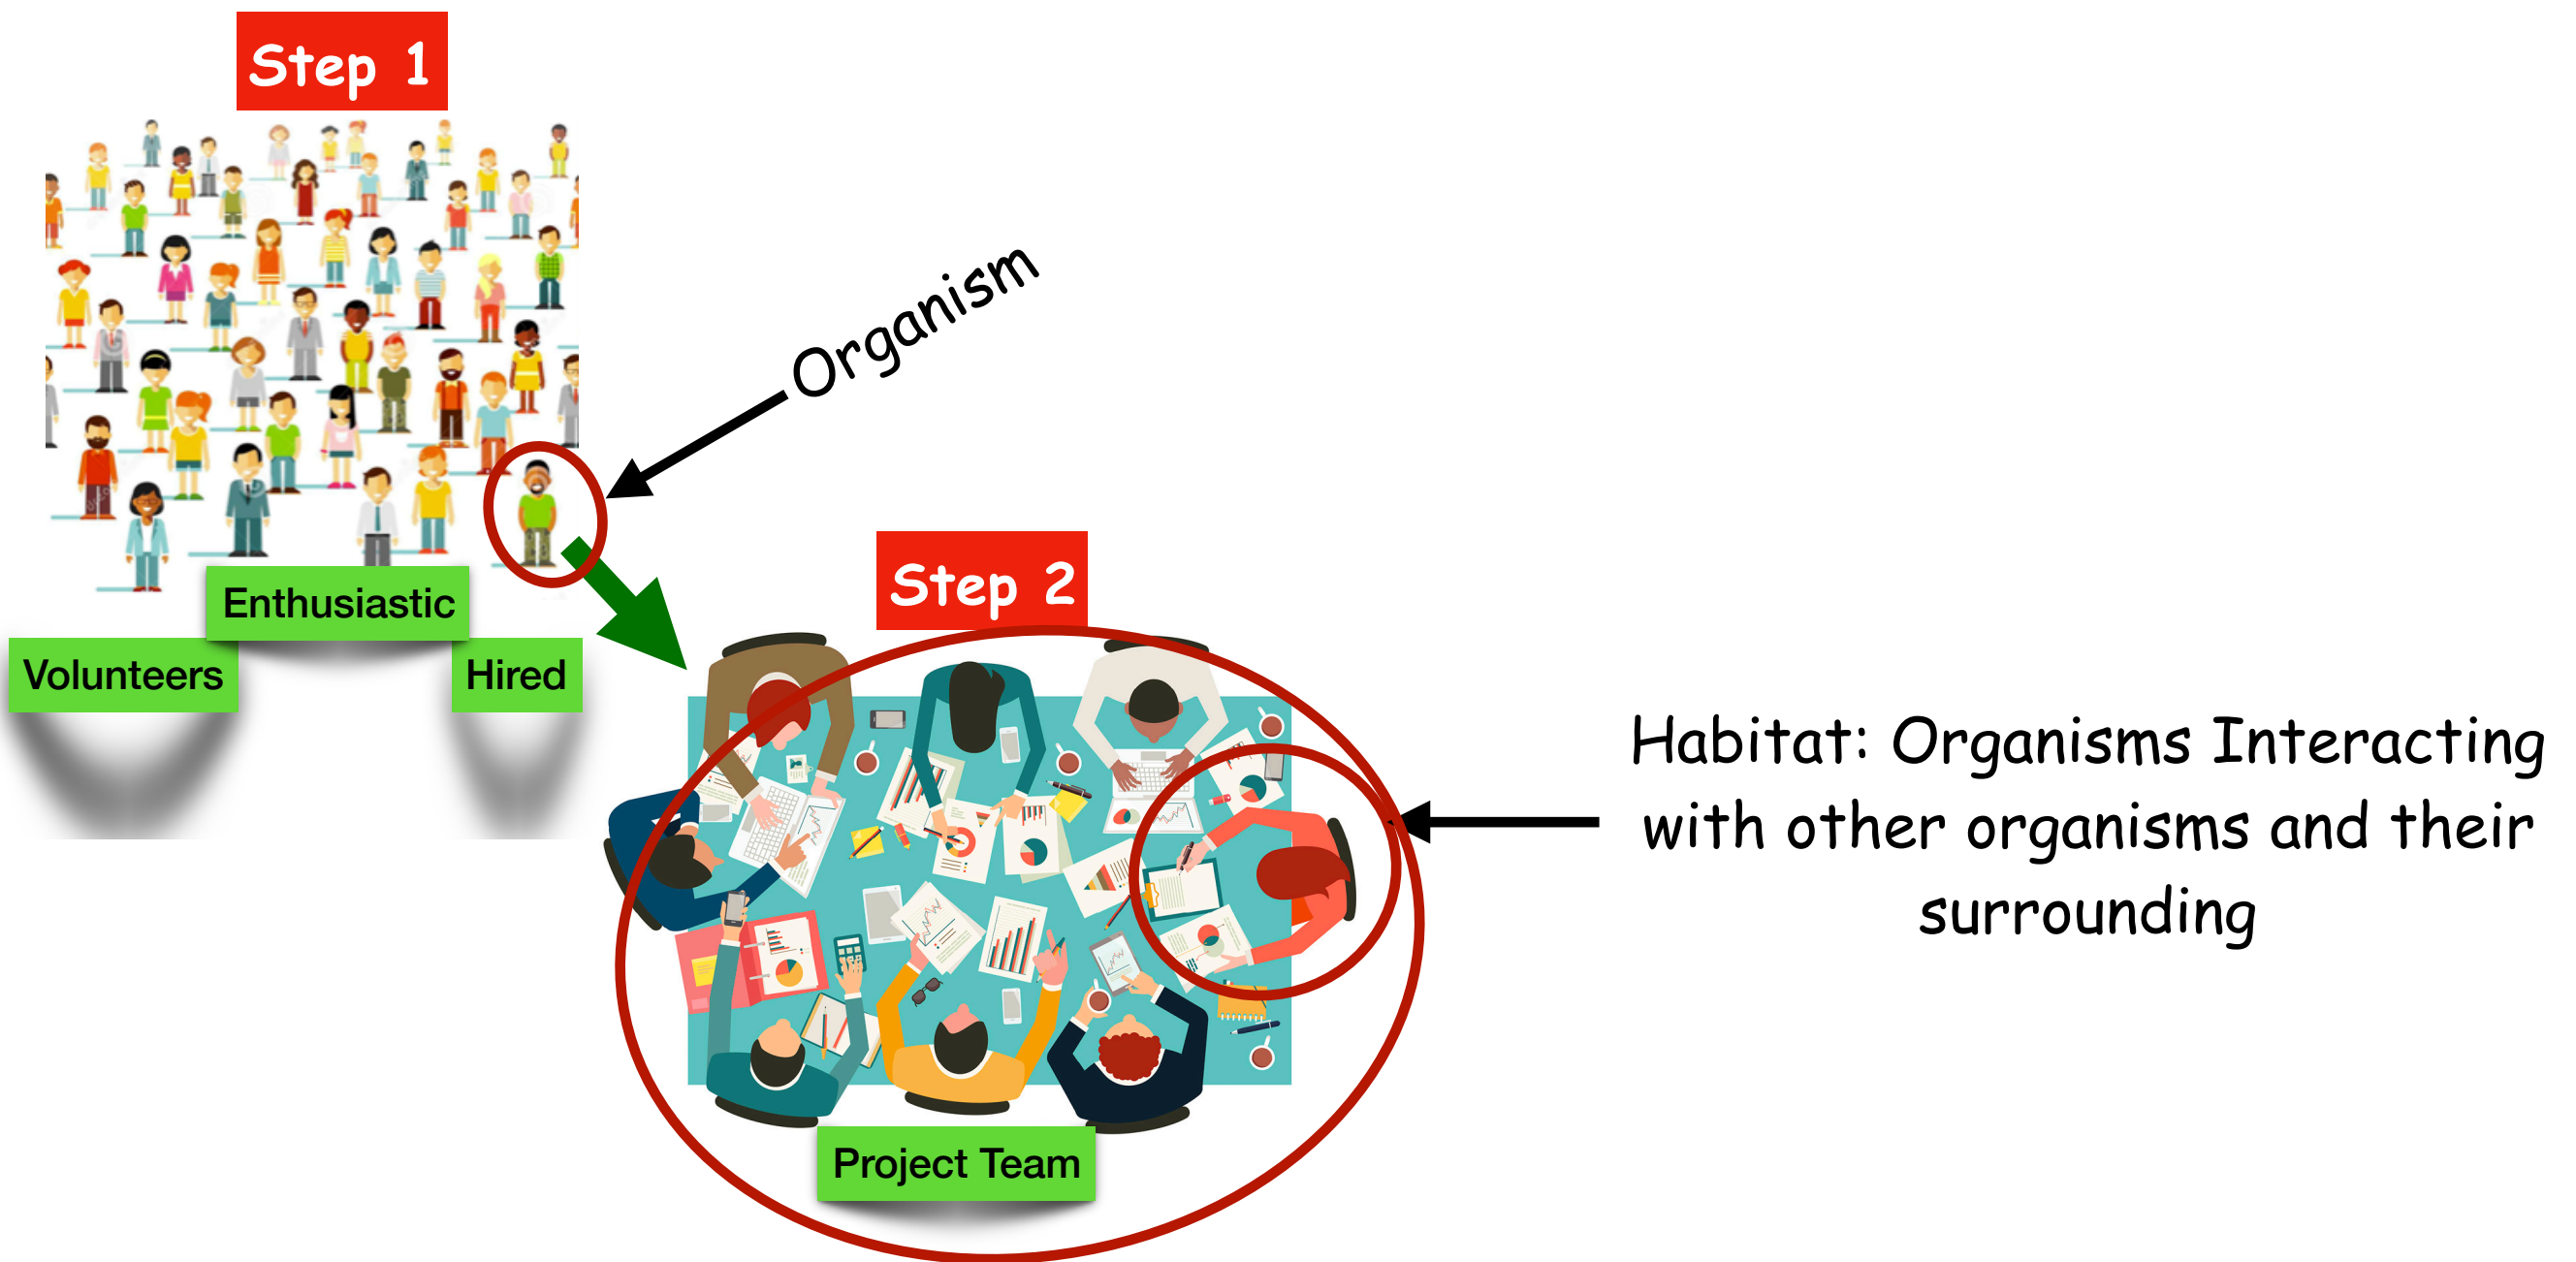 Step 1
Organism
Enthusiastic
Volunteers
Hired
Step 2
Habitat: Organisms Interacting
with other organisms and their
surrounding
Project Team